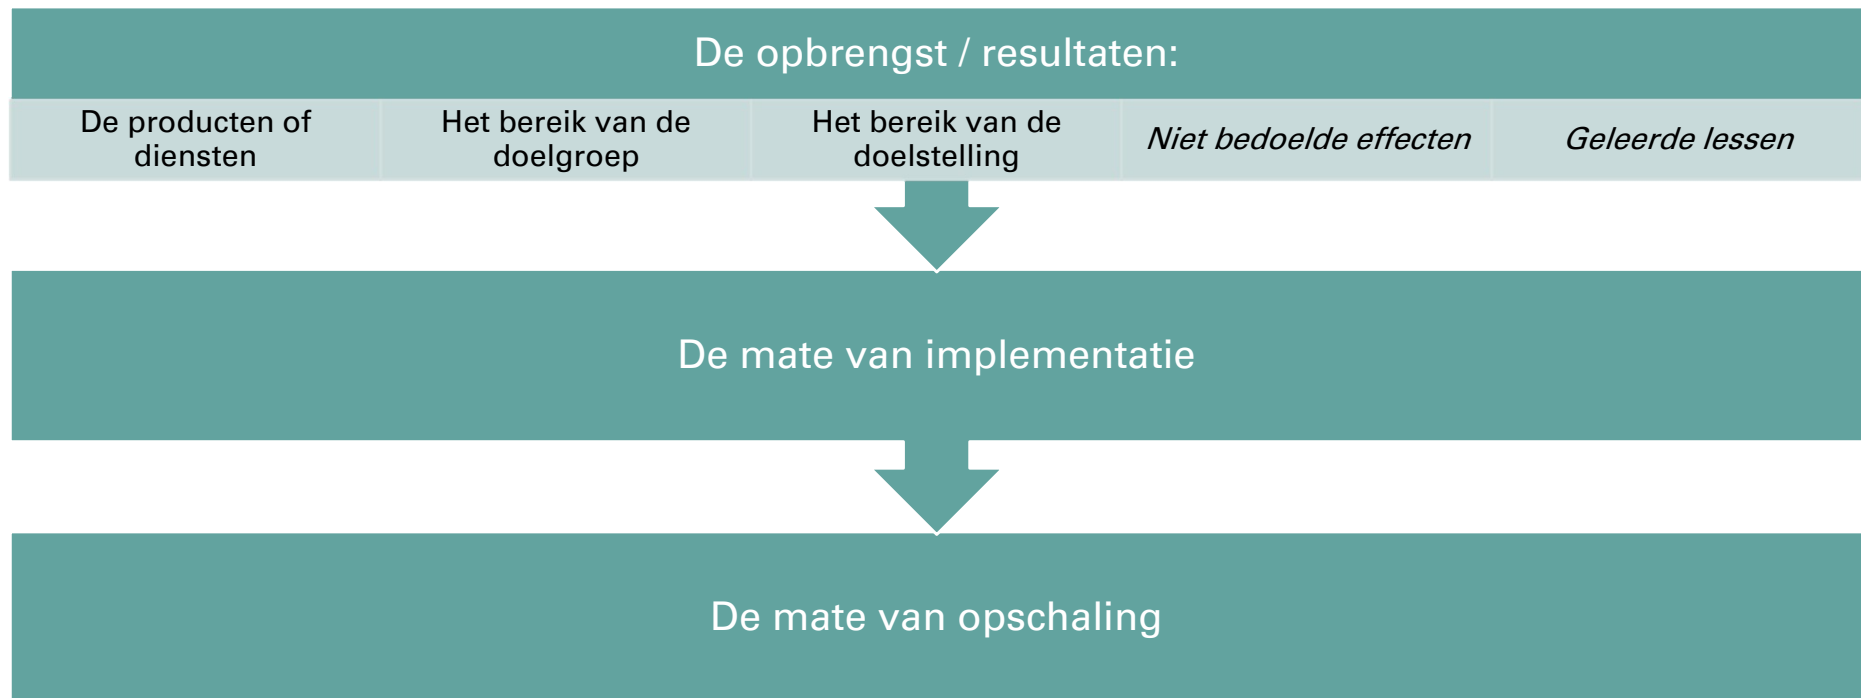 De opbrengst / resultaten:
De producten of
diensten
Het bereik van de
doelgroep
Het bereik van de
doelstelling
Niet bedoelde effecten
Geleerde lessen
De mate van implementatie
De mate van opschaling